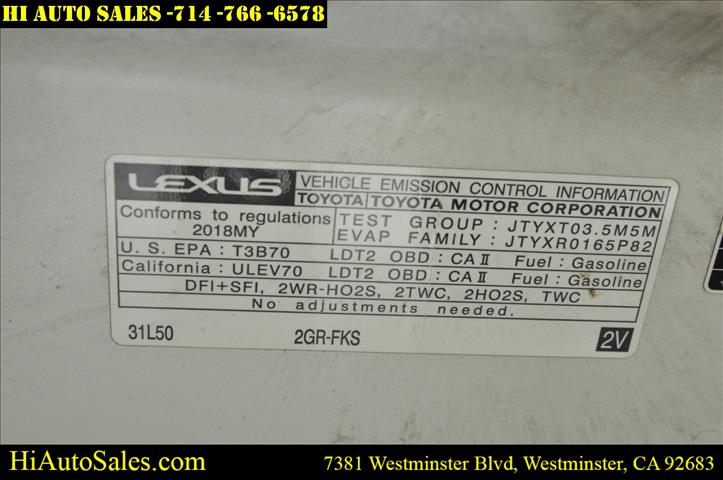 HI AUTO SALES -714 -766 -6578
LEXUS VEHICLE EMISSION CONTROL INFORMATION
TOYOTA TOYOTA MOTOR CORPORATION
Conforms to regulations
2018MY
TEST GROUP : JTYXT03.5M5M
EVAP FAMILY : JTYXR0165P82
U. S. EPA : T3B70 LDT2 OBD : CA II Fuel : Gasoline
California : ULEV70 LDT2 OBD : CA II Fuel : Gasoline
DFI+SFI, 2WR-HO2S, 2TWC, 2HO2S, TWC
No adjustments needed.
31L50 2GR-FKS 2V
HiAutoSales.com 7381 Westminster Blvd, Westminster, CA 92683